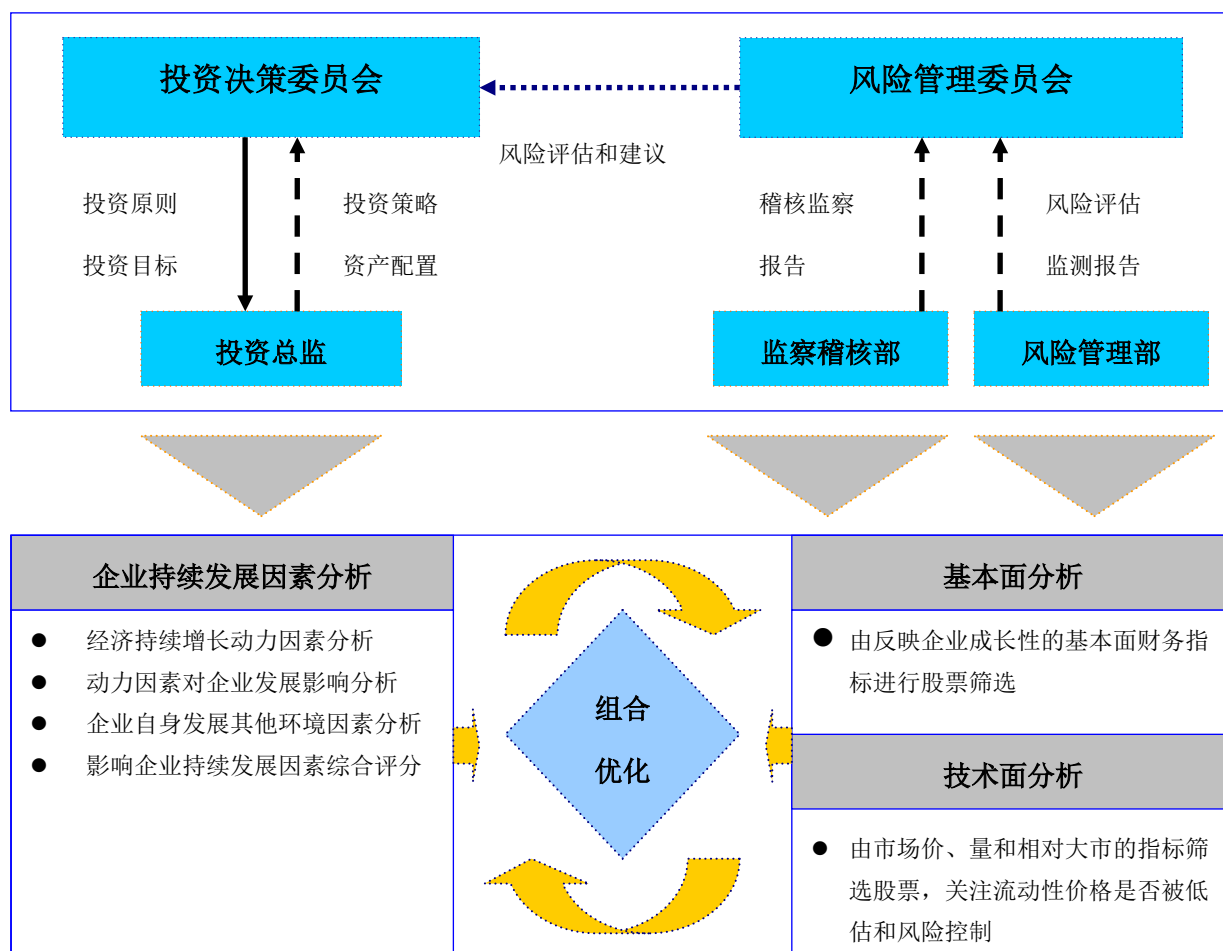 投资决策委员会
风险管理委员会
风险评估和建议
投资原则
投资目标
投资策略
资产配置
稽核监察
报告
风险评估
监测报告
投资总监
监察稽核部
风险管理部
企业持续发展因素分析
● 经济持续增长动力因素分析
● 动力因素对企业发展影响分析
● 企业自身发展其他环境因素分析
● 影响企业持续发展因素综合评分
组合
优化
基本面分析
● 由反映企业成长性的基本面财务指
标进行股票筛选
技术面分析
● 由市场价、量和相对大市的指标筛
选股票，关注流动性价格是否被低
估和风险控制